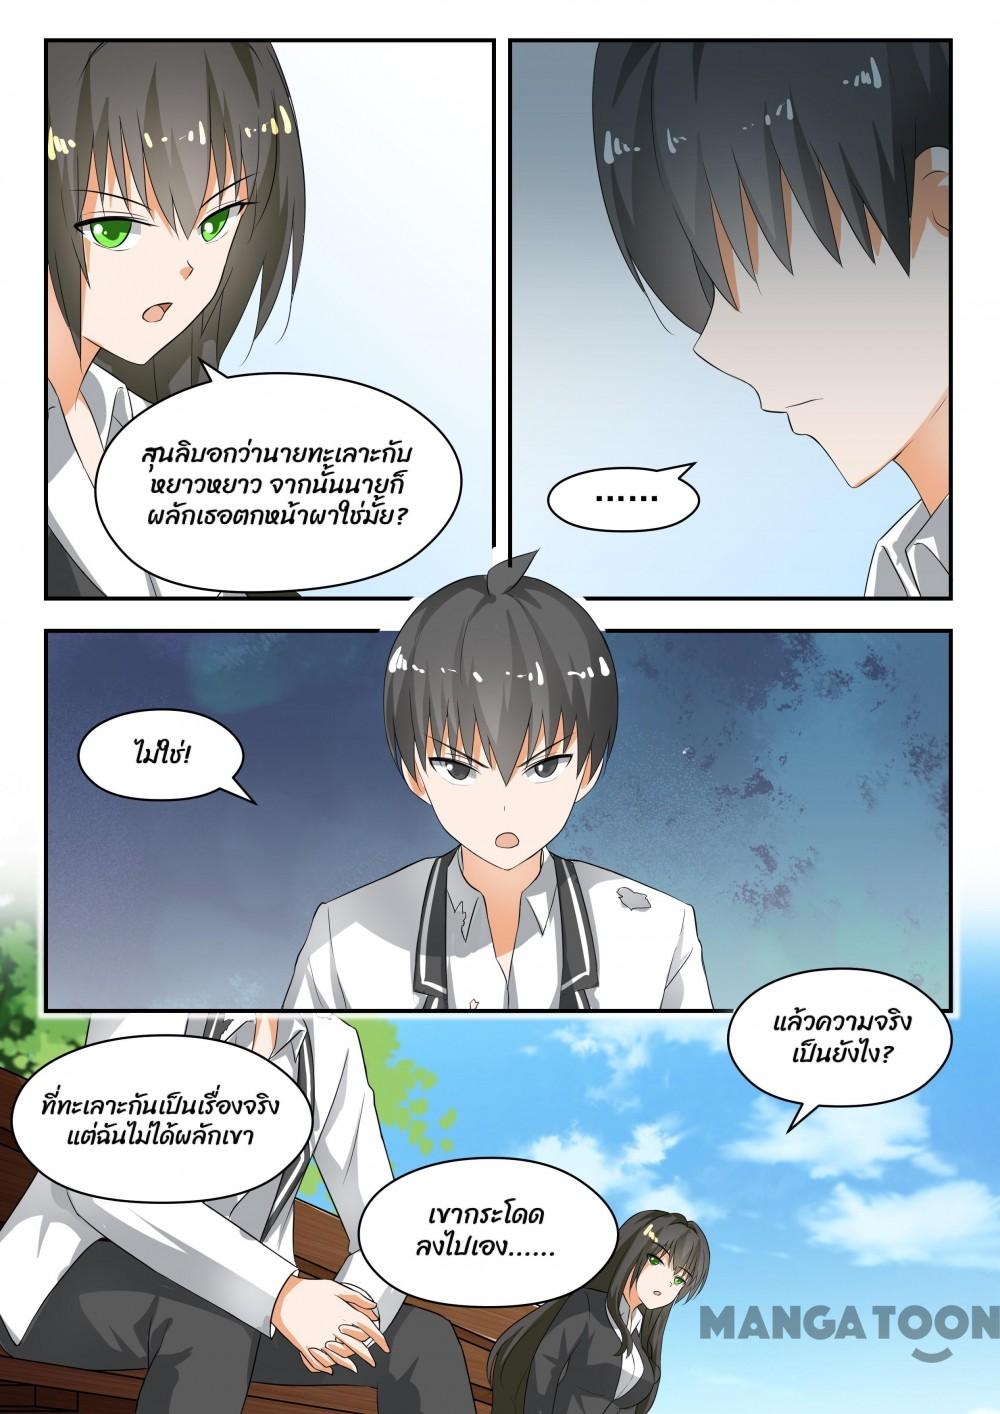 สุนลิบอกว่านายทะเลาะกับ
หยาวหยาว จากนั้นนายก็
ผลักเธอตกหน้าผาใช่มั้ย?
......
ไม่ใช่!
แล้วความจริง
เป็นยังไง?
ที่ทะเลาะกันเป็นเรื่องจริง
แต่ฉันไม่ได้ผลักเขา
เขากระโดด
ลงไปเอง......
MANGATOON